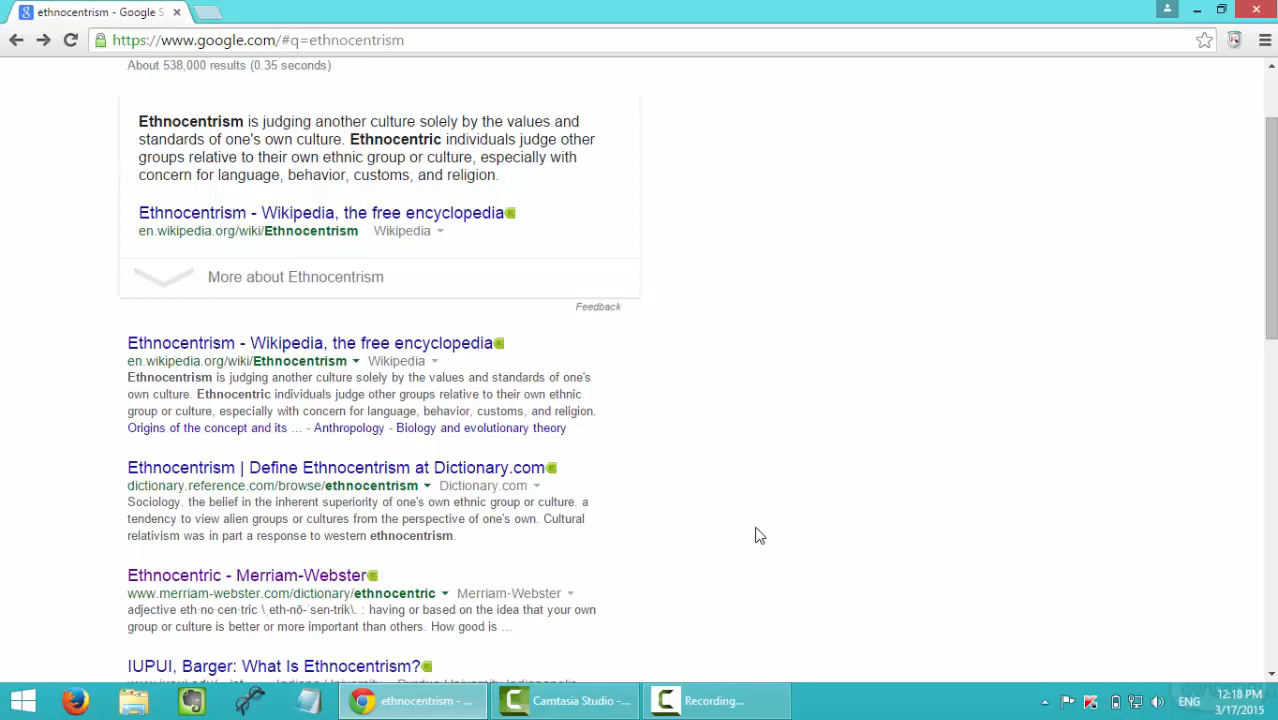 ethnocentrism - Google S
https://www.google.com/#q=ethnocentrism
About 538,000 results (0.35 seconds)
Ethnocentrism is judging another culture solely by the values and
standards of one's own culture. Ethnocentric individuals judge other
groups relative to their own ethnic group or culture, especially with
concern for language, behavior, customs, and religion.
Ethnocentrism - Wikipedia, the free encyclopedia
en.wikipedia.org/wiki/Ethnocentrism Wikipedia
More about Ethnocentrism
Feedback
Ethnocentrism - Wikipedia, the free encyclopedia
en.wikipedia.org/wiki/Ethnocentrism Wikipedia
Ethnocentrism is judging another culture solely by the values and standards of one's
own culture. Ethnocentric individuals judge other groups relative to their own ethnic
group or culture, especially with concern for language, behavior, customs, and religion.
Origins of the concept and its ... - Anthropology - Biology and evolutionary theory
Ethnocentrism | Define Ethnocentrism at Dictionary.com
dictionary.reference.com/browse/ethnocentrism Dictionary.com
Sociology. the belief in the inherent superiority of one's own ethnic group or culture. a
tendency to view alien groups or cultures from the perspective of one's own. Cultural
relativism was in part a response to western ethnocentrism.
Ethnocentric - Merriam-Webster
www.merriam-webster.com/dictionary/ethnocentric Merriam-Webster
adjective eth·no·cen·tric \ eth-nō-ˈsen-trik\. : having or based on the idea that your own
group or culture is better or more important than others. How good is ...
IUPUI, Barger: What Is Ethnocentrism?
ethnocentrism - ...
Camtasia Studio -...
Recording...
ENG
12:18 PM
3/17/2015